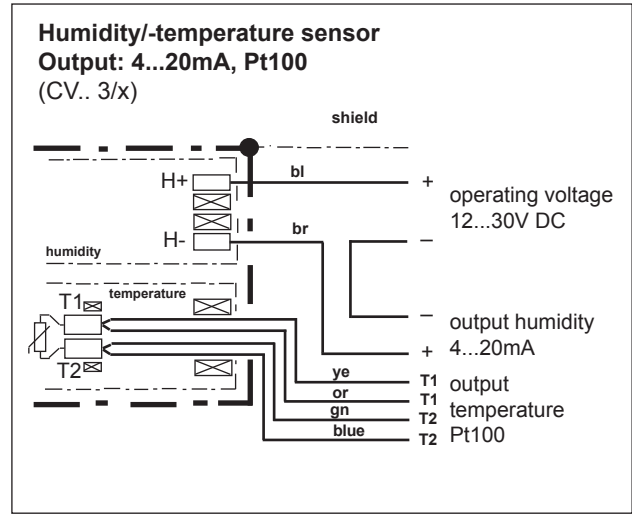 Humidity/-temperature sensor
Output: 4...20mA, Pt100
(CV.. 3/x)
shield
H+
bl
+
operating voltage
12...30V DC
H-
br
–
humidity
temperature
T1
T2
–
output humidity
+
4...20mA
ye
T1
output
or
T1
temperature
gn
T2
Pt100
blue
T2